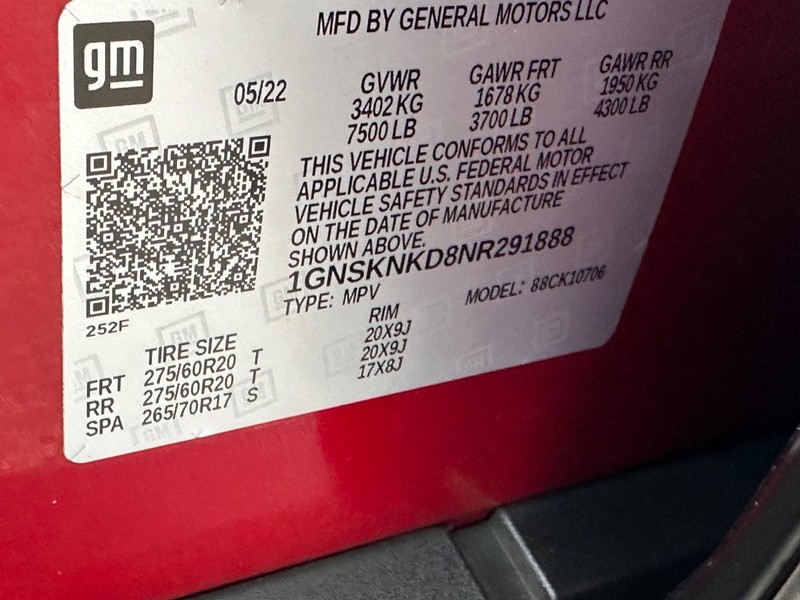 MFD BY GENERAL MOTORS LLC
gm
05/22 GVWR GAWR FRT GAWR RR
3402 KG 1678 KG 1950 KG
7500 LB 3700 LB 4300 LB
THIS VEHICLE CONFORMS TO ALL
APPLICABLE U.S. FEDERAL MOTOR
VEHICLE SAFETY STANDARDS IN EFFECT
ON THE DATE OF MANUFACTURE
SHOWN ABOVE.
1GNSKNKD8NR291888
TYPE: MPV MODEL: 88CK10706
252F
TIRE SIZE RIM
FRT 275/60R20 T 20X9J
RR 275/60R20 T 20X9J
SPA 265/70R17 S 17X8J